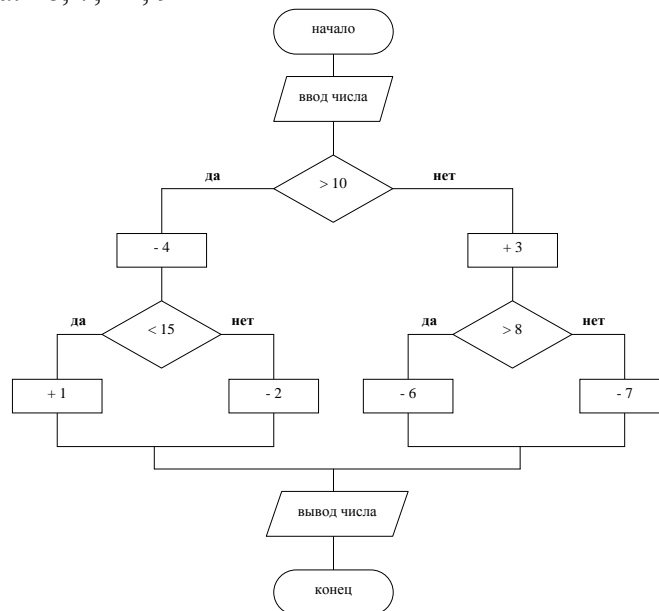 начало
ввод числа
> 10
да
нет
- 4
+ 3
< 15
да
нет
> 8
да
нет
+ 1
- 2
- 6
- 7
вывод числа
конец